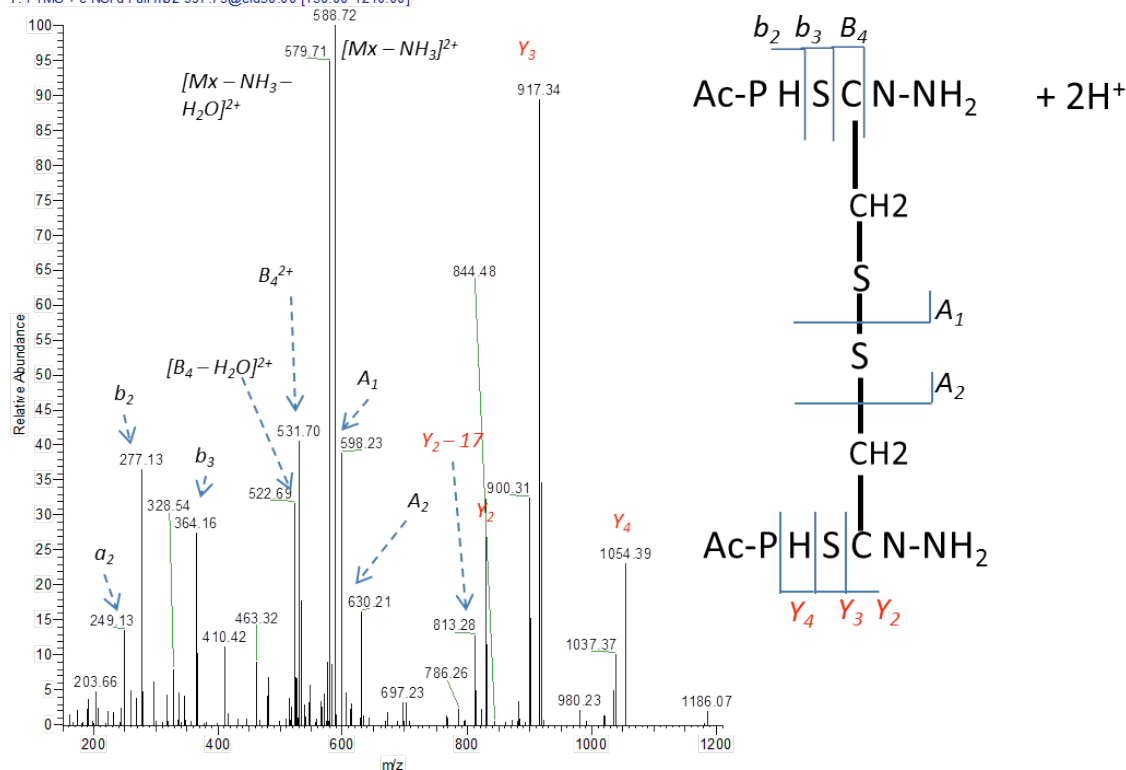 588.72
100
579.71
[Mx – NH3]2+
Y3
[Mx – NH3–
H2O]2+
917.34
95
90
85
80
75
70
65
60
55
50
45
40
35
30
25
20
15
10
5
0
Relative Abundance
844.48
B4 2+
[B4 – H2O]2+
A1
b2
531.70
598.23
Y2 – 17
277.13
b3
522.69
900.31
328.54
364.16
A2
Y2
Y4
1054.39
a2
630.21
249.13
463.32
813.28
410.42
1037.37
203.66
697.23
786.26
980.23
1186.07
200
400
600
800
1000
1200
m/z
b2 b3 B4
Ac-P H S C N-NH2 + 2H+
CH2
S
A1
S
A2
CH2
Ac-P H S C N-NH2
Y4 Y3 Y2